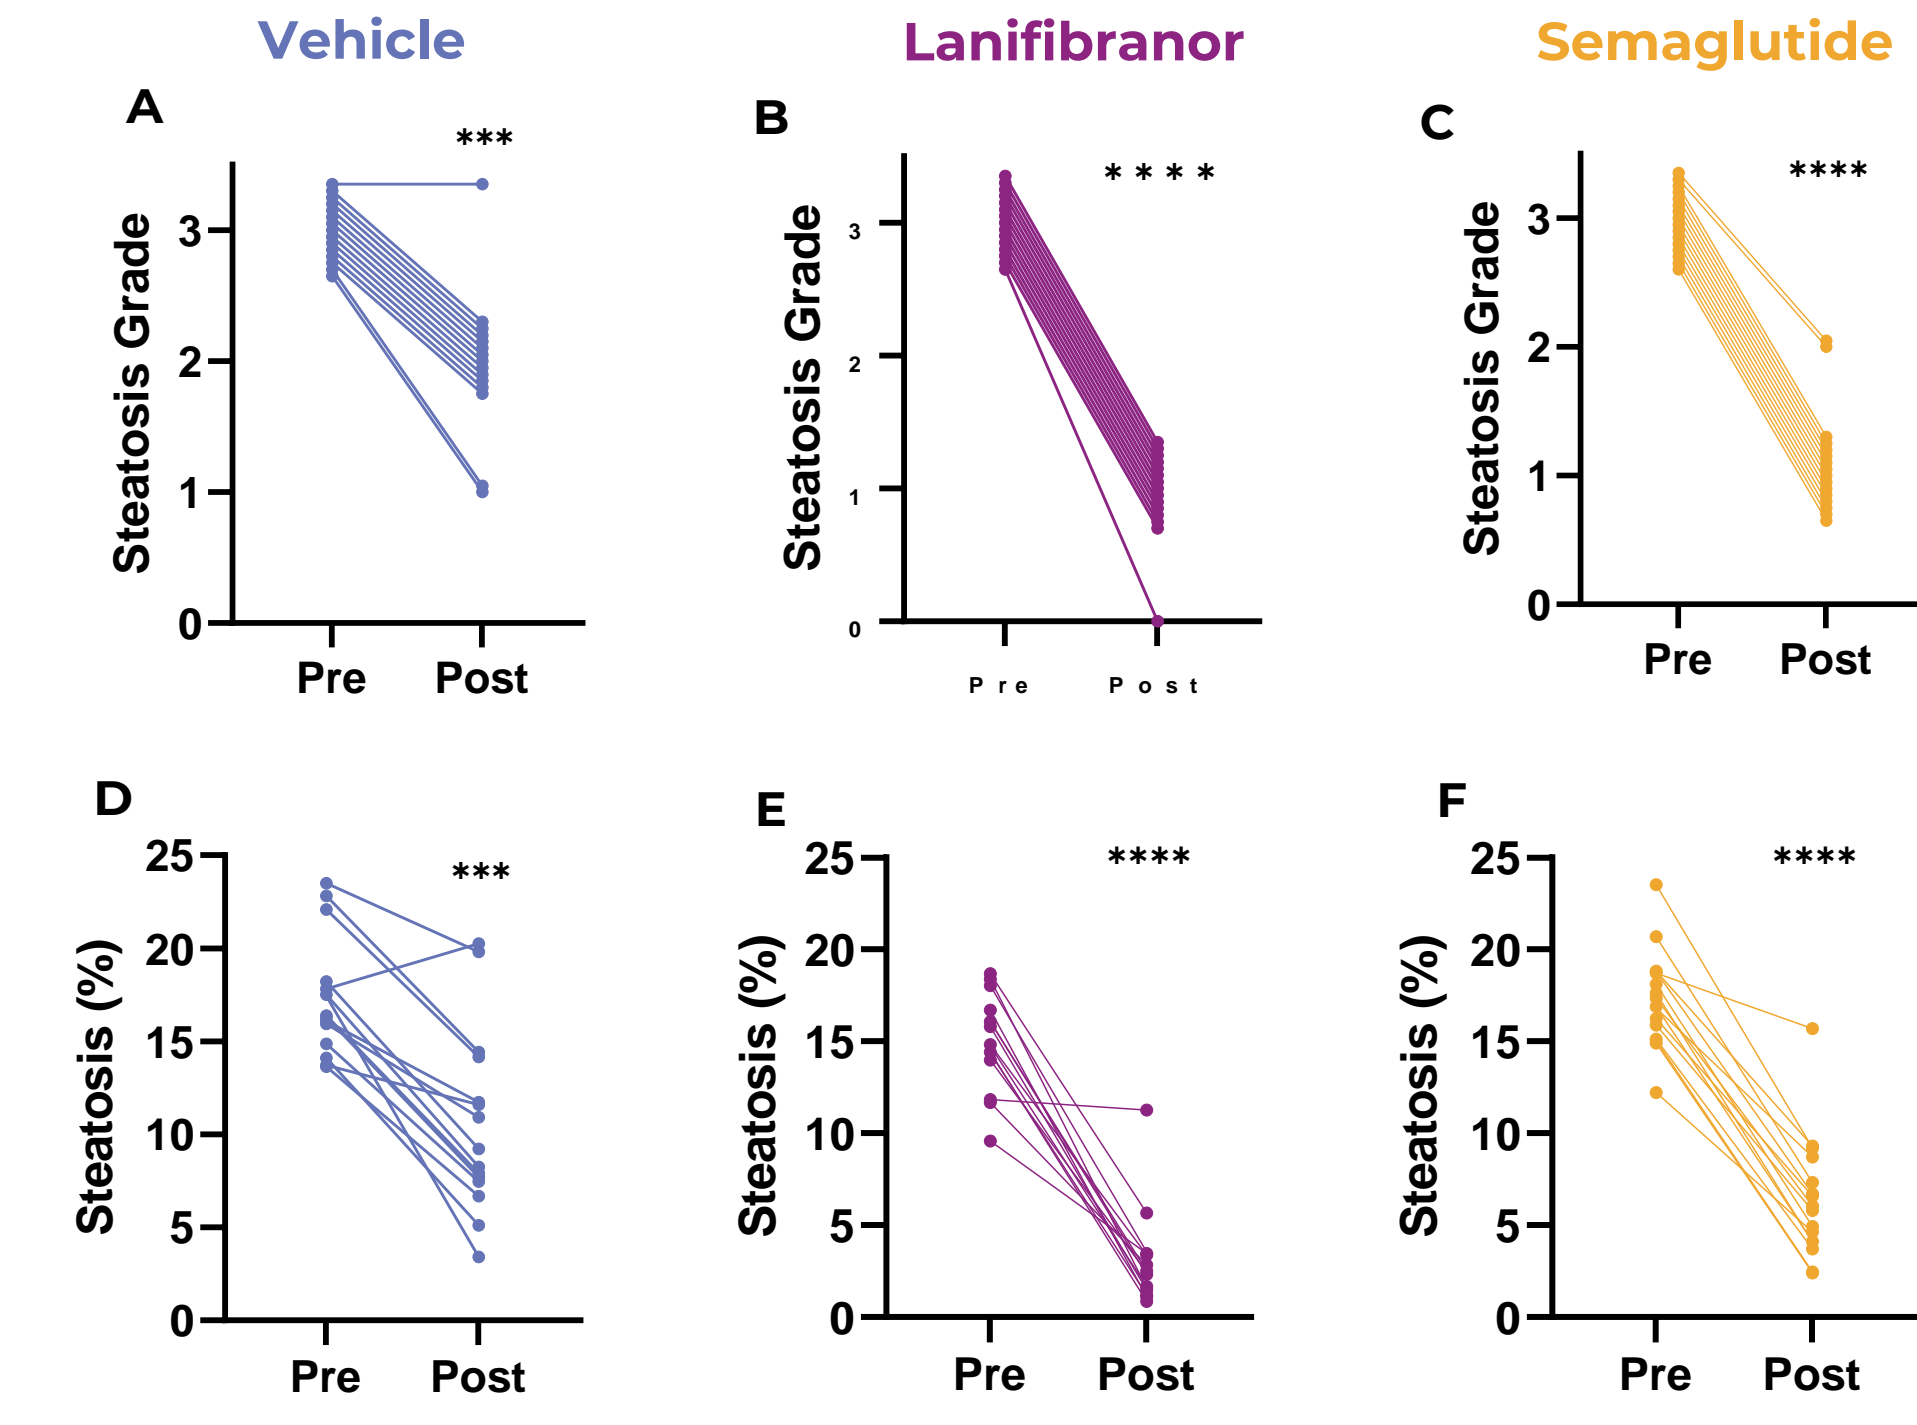 Vehicle
Lanifibranor
Semaglutide
A
***
Steatosis Grade
3
2
1
0
Pre Post
B
****
Steatosis Grade
3
2
1
0
Pre Post
C
****
Steatosis Grade
3
2
1
0
Pre Post
D
***
Steatosis (%)
25
20
15
10
5
0
Pre Post
E
****
Steatosis (%)
25
20
15
10
5
0
Pre Post
F
****
Steatosis (%)
25
20
15
10
5
0
Pre Post